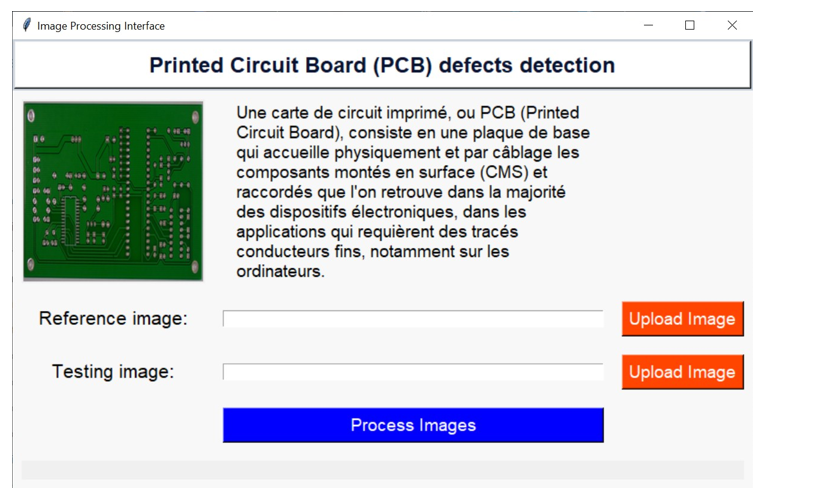 Image Processing Interface
Printed Circuit Board (PCB) defects detection
Une carte de circuit imprimé, ou PCB (Printed
Circuit Board), consiste en une plaque de base
qui accueille physiquement et par câblage les
composants montés en surface (CMS) et
raccordés que l'on retrouve dans la majorité
des dispositifs électroniques, dans les
applications qui requièrent des tracés
conducteurs fins, notamment sur les
ordinateurs.
Reference image:
Upload Image
Testing image:
Upload Image
Process Images